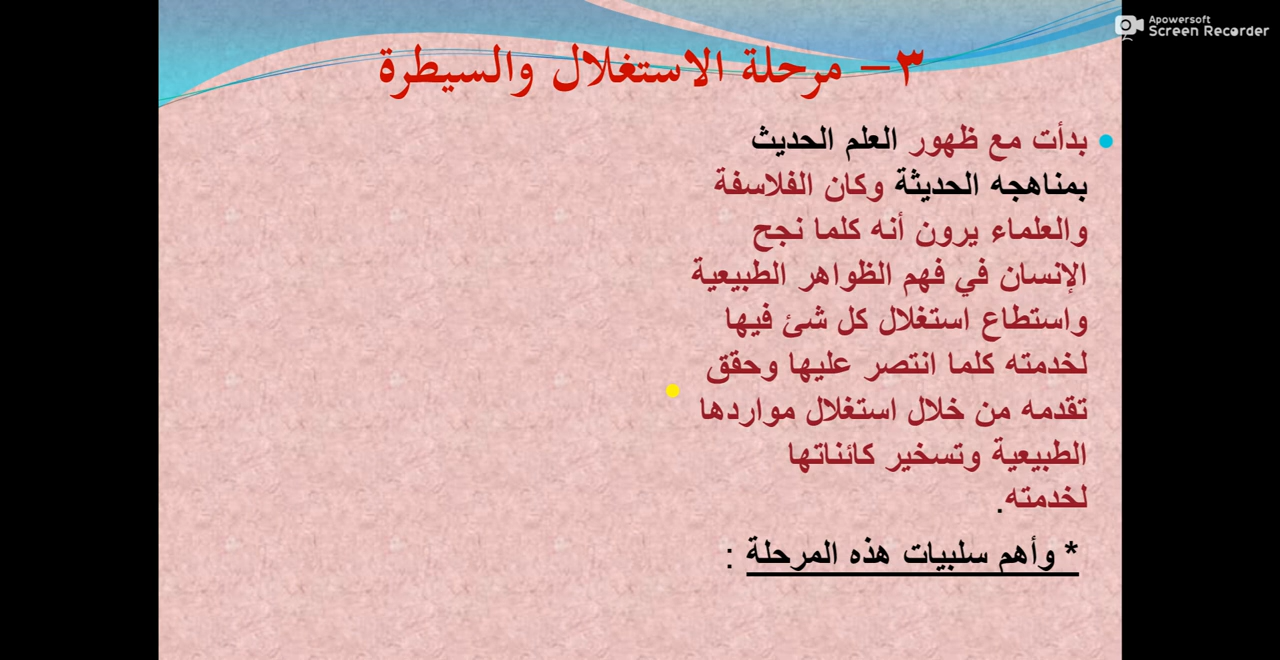 Apowersoft
Screen Recorder
٣- مرحلة الاستغلال والسيطرة
بدأت مع ظهور العلم الحديث
بمناهجه الحديثة وكان الفلاسفة
والعلماء يرون أنه كلما نجح
الإنسان في فهم الظواهر الطبيعية
واستطاع استغلال كل شئ فيها
لخدمته كلما انتصر عليها وحقق
تقدمه من خلال استغلال مواردها
الطبيعية وتسخير كائناتها
لخدمته.
* وأهم سلبيات هذه المرحلة :